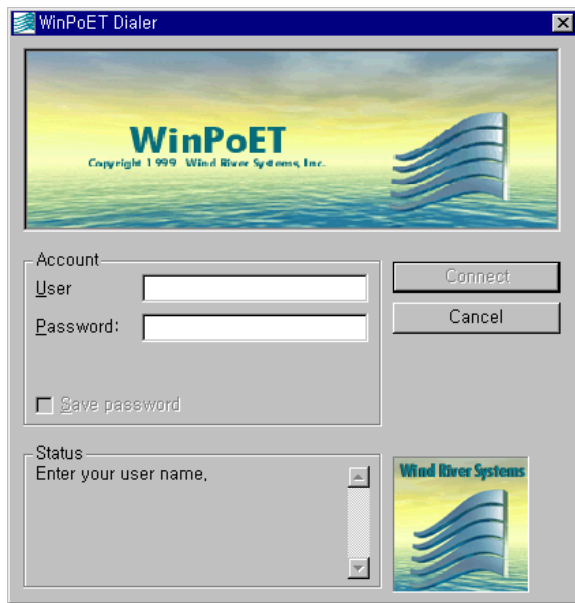 WinPoET Dialer
WinPoET
Copyright 1999 Wind River Systems, Inc.
Account
User
Password:
Save password
Connect
Cancel
Status
Enter your user name,
Wind River Systems